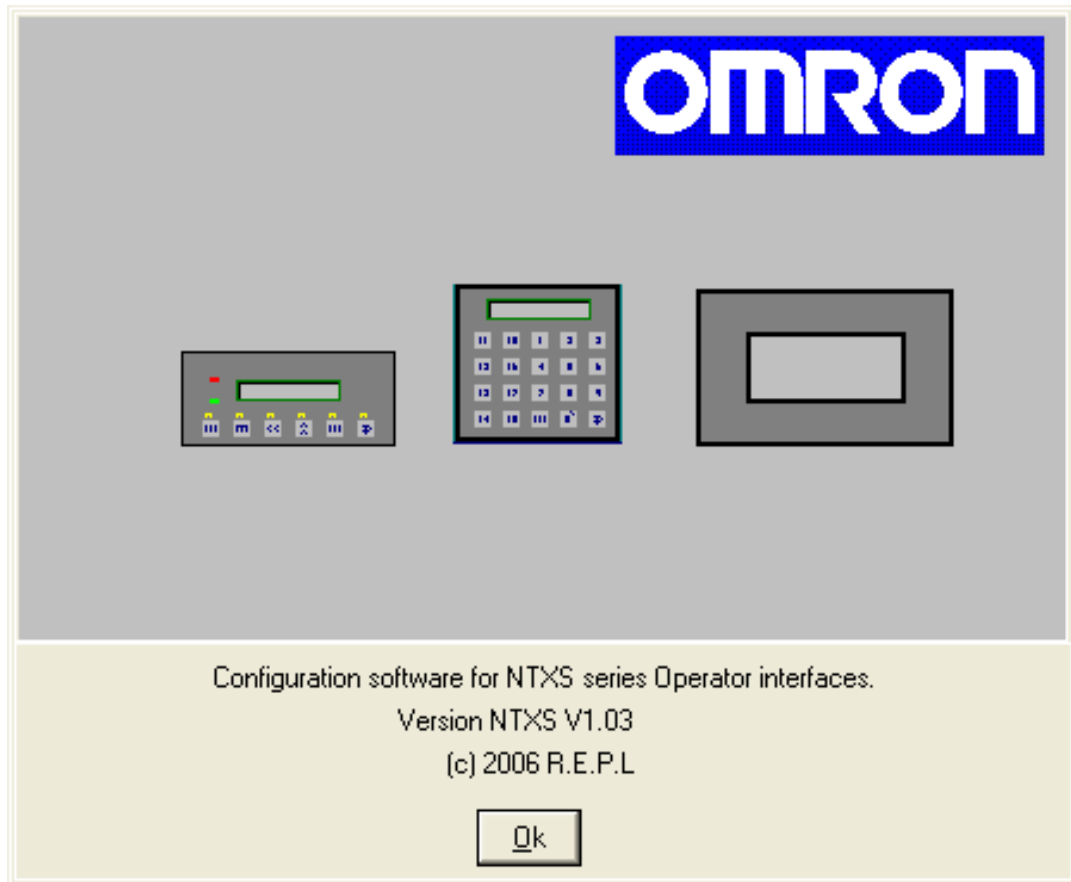 OMRON
Configuration software for NTXS series Operator interfaces.
Version NTXS V1.03
(c) 2006 R.E.P.L
Ok